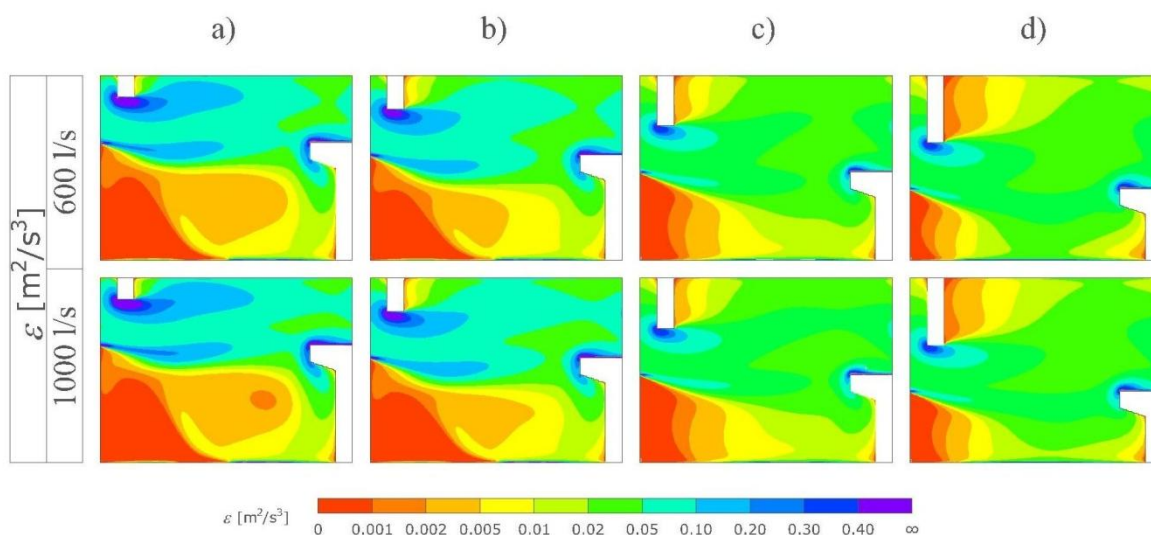 a) b) c) d)
ε [m²/s³]
600 l/s
1000 l/s
ε [m²/s³]
0 0.001 0.002 0.005 0.01 0.02 0.05 0.10 0.20 0.30 0.40 ∞